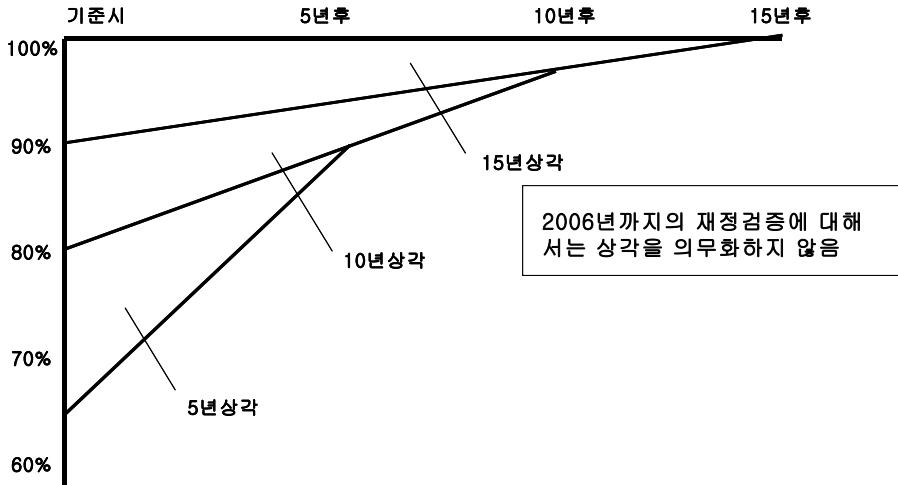 기준시 5년후 10년후 15년후
100%
90%
15년상각
2006년까지의 재정검증에 대해
서는 상각을 의무화하지 않음
80%
10년상각
70%
5년상각
60%